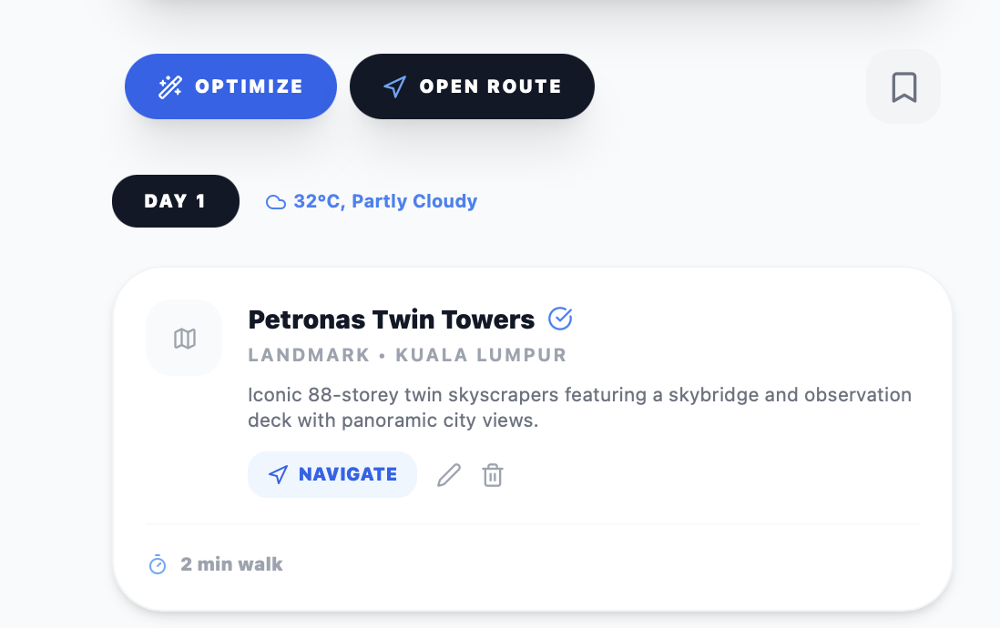 OPTIMIZE
OPEN ROUTE
DAY 1
32°C, Partly Cloudy
Petronas Twin Towers
LANDMARK • KUALA LUMPUR
Iconic 88-storey twin skyscrapers featuring a skybridge and observation
deck with panoramic city views.
NAVIGATE
2 min walk